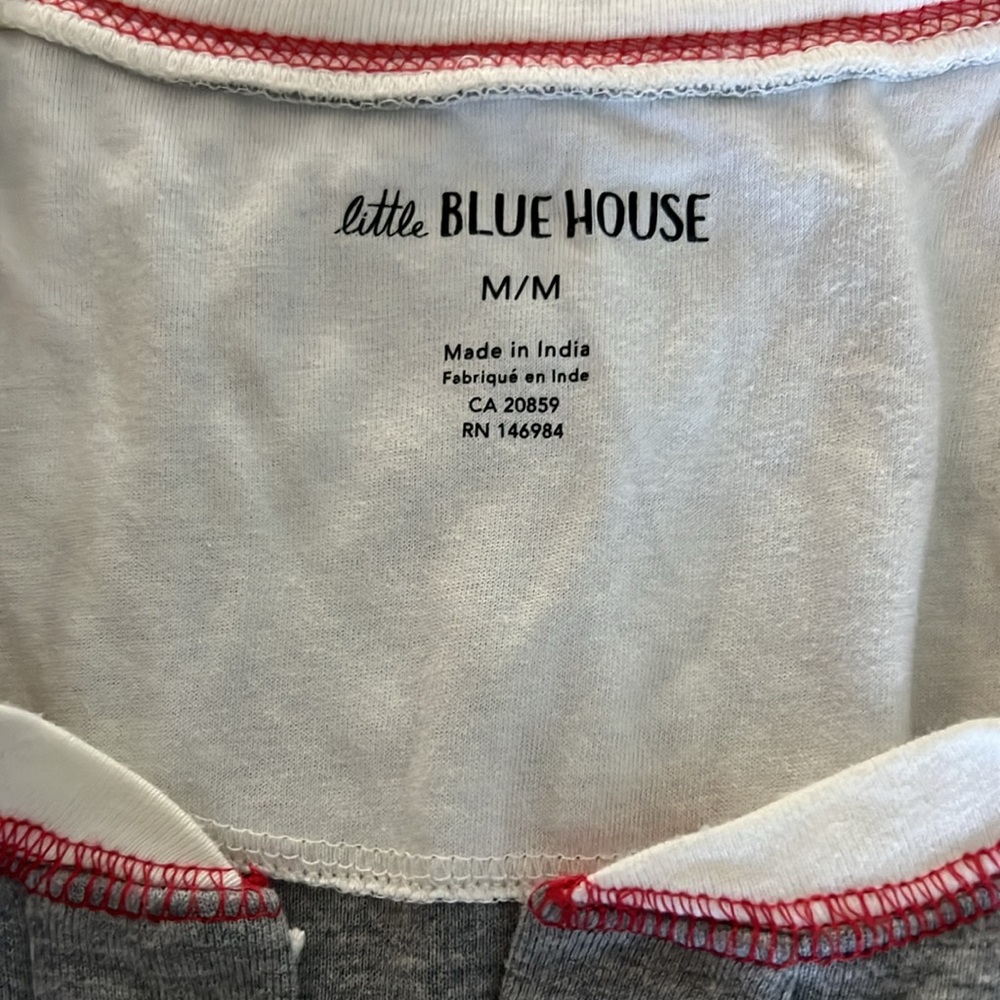 little BLUE HOUSE
M/M
Made in India
Fabriqué en Inde
CA 20859
RN 146984